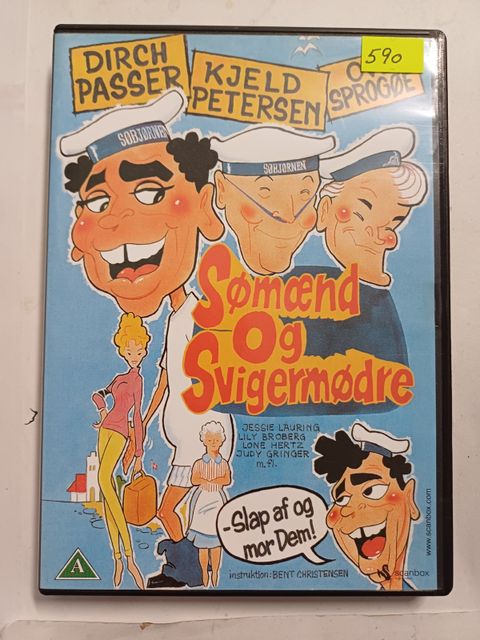 590
DIRCH
PASSER
KJELD
PETERSEN
SPROGØE
SØBJØRNEN
SØBJØRNEN
Sømænd
og
Svigermødre
JESSIE LAURING
LILY BROBERG
LONE HERTZ
JUDY GRINGER
m.fl.
-Slap af og
mor Dem!
instruktion: BENT CHRISTENSEN
A
scanbox
www.scanbox.com